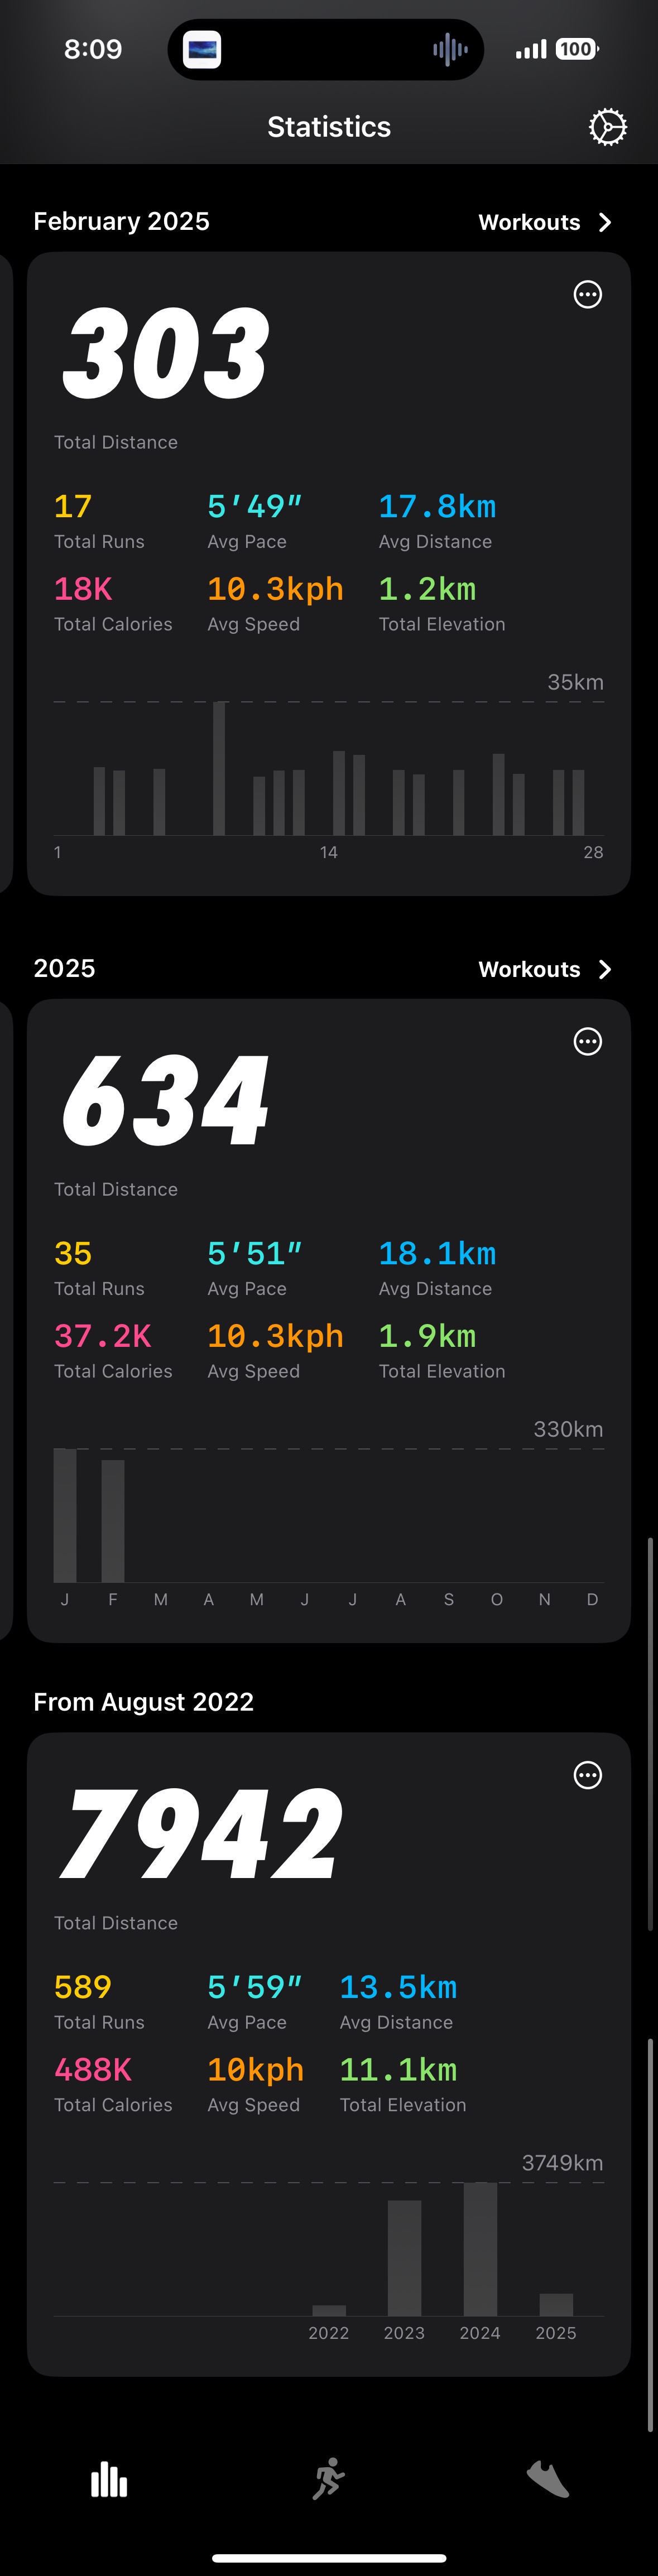 8:09
100
Statistics
February 2025 Workouts
303
Total Distance
17 5'49" 17.8km
Total Runs Avg Pace Avg Distance
18K 10.3kph 1.2km
Total Calories Avg Speed Total Elevation
35km
1 14 28
2025 Workouts
634
Total Distance
35 5'51" 18.1km
Total Runs Avg Pace Avg Distance
37.2K 10.3kph 1.9km
Total Calories Avg Speed Total Elevation
330km
J F M A M J J A S O N D
From August 2022
7942
Total Distance
589 5'59" 13.5km
Total Runs Avg Pace Avg Distance
488K 10kph 11.1km
Total Calories Avg Speed Total Elevation
3749km
2022 2023 2024 2025